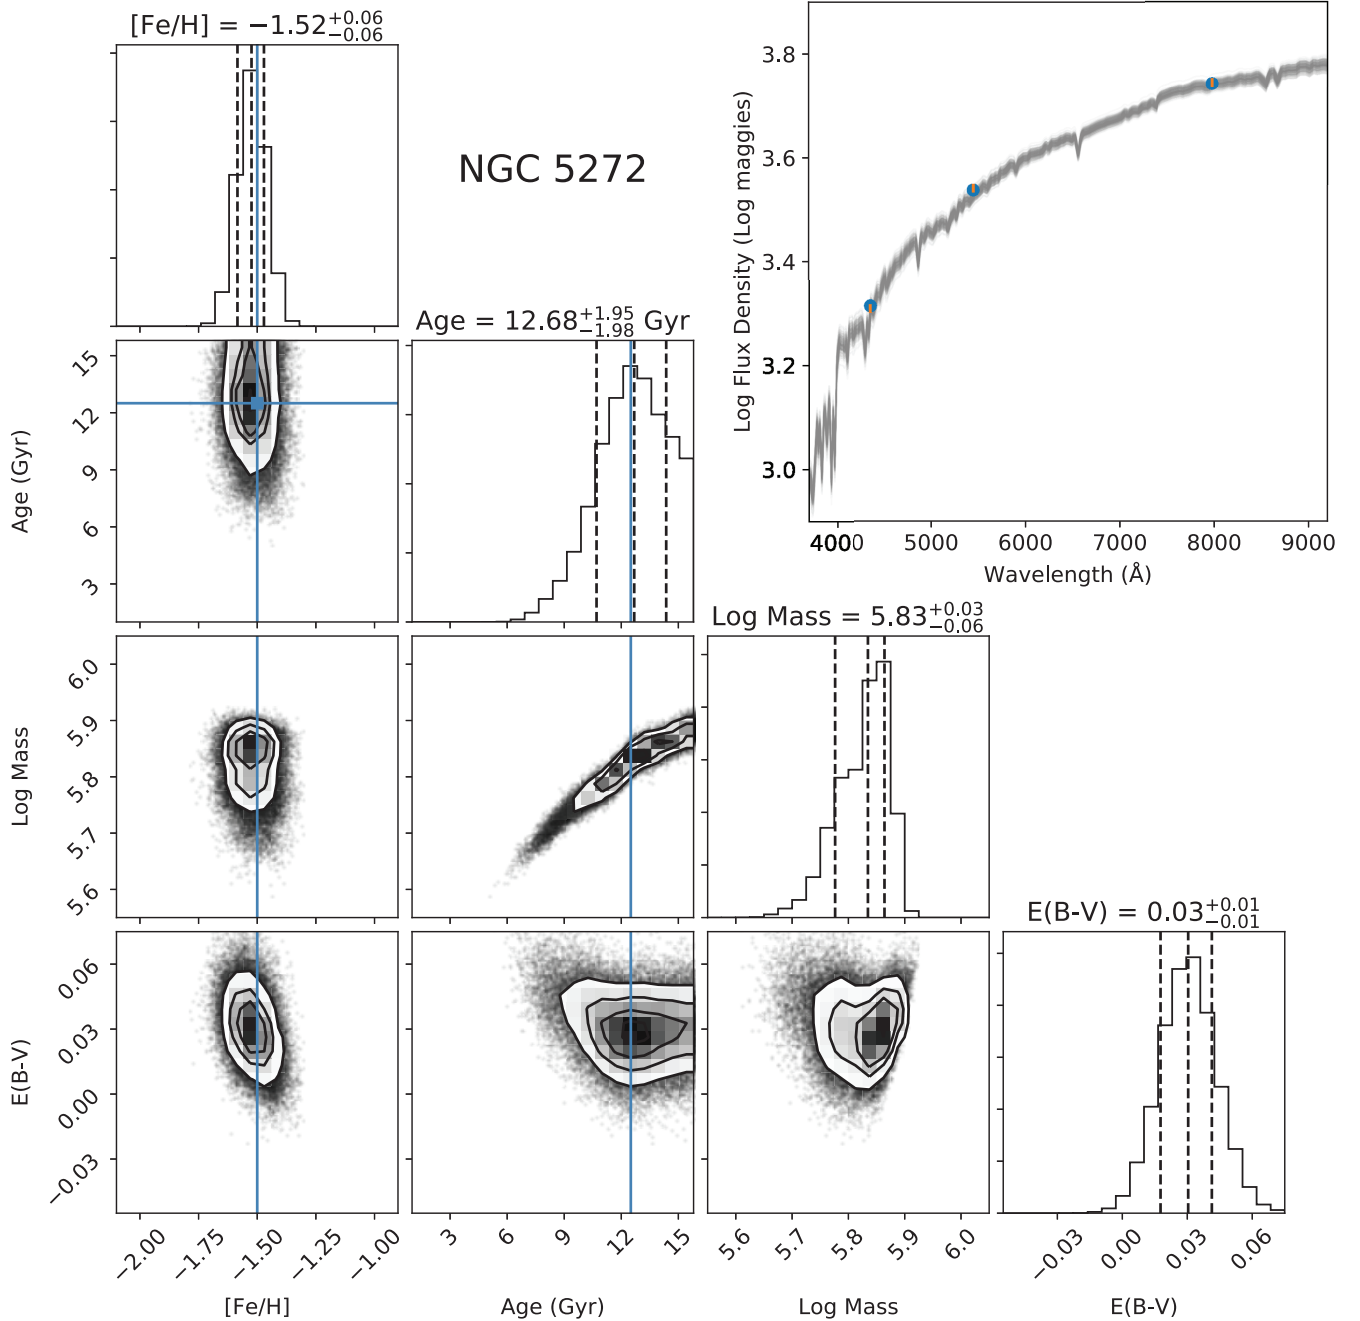 [Fe/H] = −1.52 +0.06 −0.06
NGC 5272
3.8
3.6
3.4
3.2
3.0
Log Flux Density (Log maggies)
4000 5000 6000 7000 8000 9000
Wavelength (Å)
Age = 12.68 +1.95 −1.98 Gyr
15
12
9
6
3
Age (Gyr)
Log Mass = 5.83 +0.03 −0.06
6.0
5.9
5.8
5.7
5.6
Log Mass
E(B-V) = 0.03 +0.01 −0.01
0.06
0.03
0.00
−0.03
E(B-V)
−2.00 −1.75 −1.50 −1.25 −1.00
[Fe/H]
3 6 9 12 15
Age (Gyr)
5.6 5.7 5.8 5.9 6.0
Log Mass
−0.03 0.00 0.03 0.06
E(B-V)